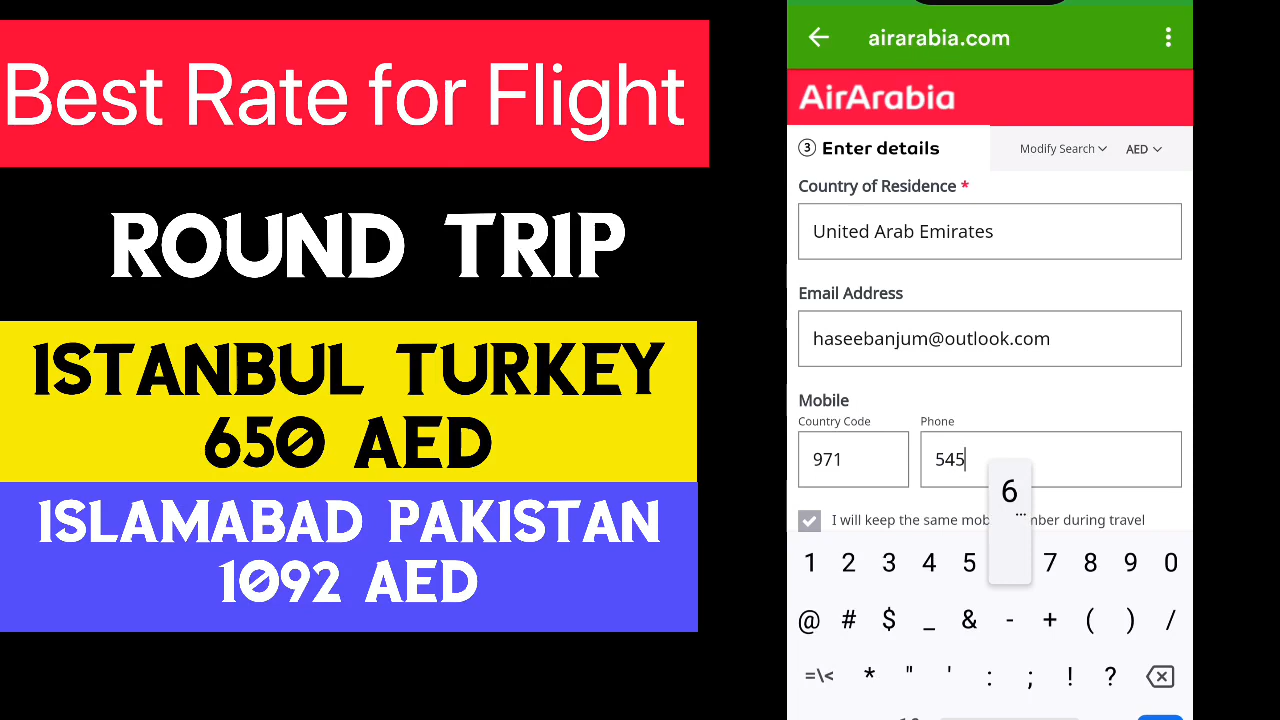 Best Rate for Flight
ROUND TRIP
ISTANBUL TURKEY
650 AED
ISLAMABAD PAKISTAN
1092 AED
airarabia.com
AirArabia
3 Enter details
Modify Search
AED
Country of Residence *
United Arab Emirates
Email Address
haseebanjum@outlook.com
Mobile
Country Code
Phone
971
545
6
...
I will keep the same mob mber during travel
1 2 3 4 5 7 8 9 0
@ # $ _ & - + ( ) /
=\< * " ' : ; ! ?